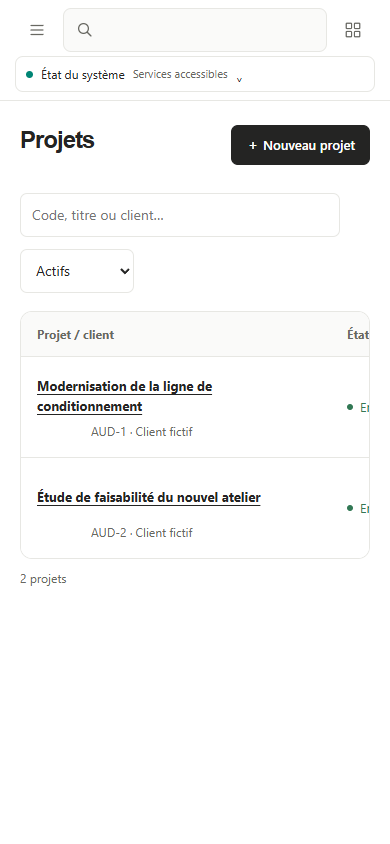 État du système Services accessibles
Projets
+ Nouveau projet
Code, titre ou client...
Actifs
Projet / client État
Modernisation de la ligne de
conditionnement
AUD-1 · Client fictif
Étude de faisabilité du nouvel atelier
AUD-2 · Client fictif
2 projets